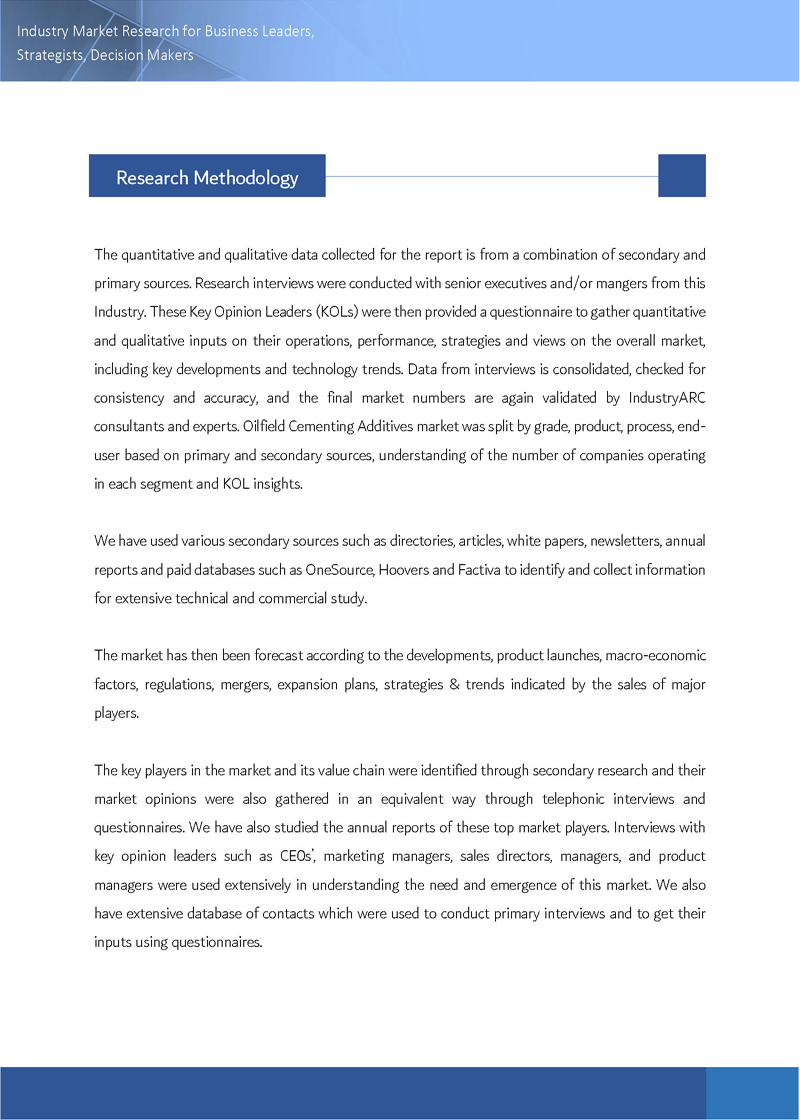 Industry Market Research for Business Leaders,
Strategists, Decision Makers
Research Methodology
The quantitative and qualitative data collected for the report is from a combination of secondary and
primary sources. Research interviews were conducted with senior executives and/or mangers from this
Industry. These Key Opinion Leaders (KOLs) were then provided a questionnaire to gather quantitative
and qualitative inputs on their operations, performance, strategies and views on the overall market,
including key developments and technology trends. Data from interviews is consolidated, checked for
consistency and accuracy, and the final market numbers are again validated by IndustryARC
consultants and experts. Oilfield Cementing Additives market was split by grade, product, process, end-
user based on primary and secondary sources, understanding of the number of companies operating
in each segment and KOL insights.
We have used various secondary sources such as directories, articles, white papers, newsletters, annual
reports and paid databases such as OneSource, Hoovers and Factiva to identify and collect information
for extensive technical and commercial study.
The market has then been forecast according to the developments, product launches, macro-economic
factors, regulations, mergers, expansion plans, strategies & trends indicated by the sales of major
players.
The key players in the market and its value chain were identified through secondary research and their
market opinions were also gathered in an equivalent way through telephonic interviews and
questionnaires. We have also studied the annual reports of these top market players. Interviews with
key opinion leaders such as CEOs’, marketing managers, sales directors, managers, and product
managers were used extensively in understanding the need and emergence of this market. We also
have extensive database of contacts which were used to conduct primary interviews and to get their
inputs using questionnaires.